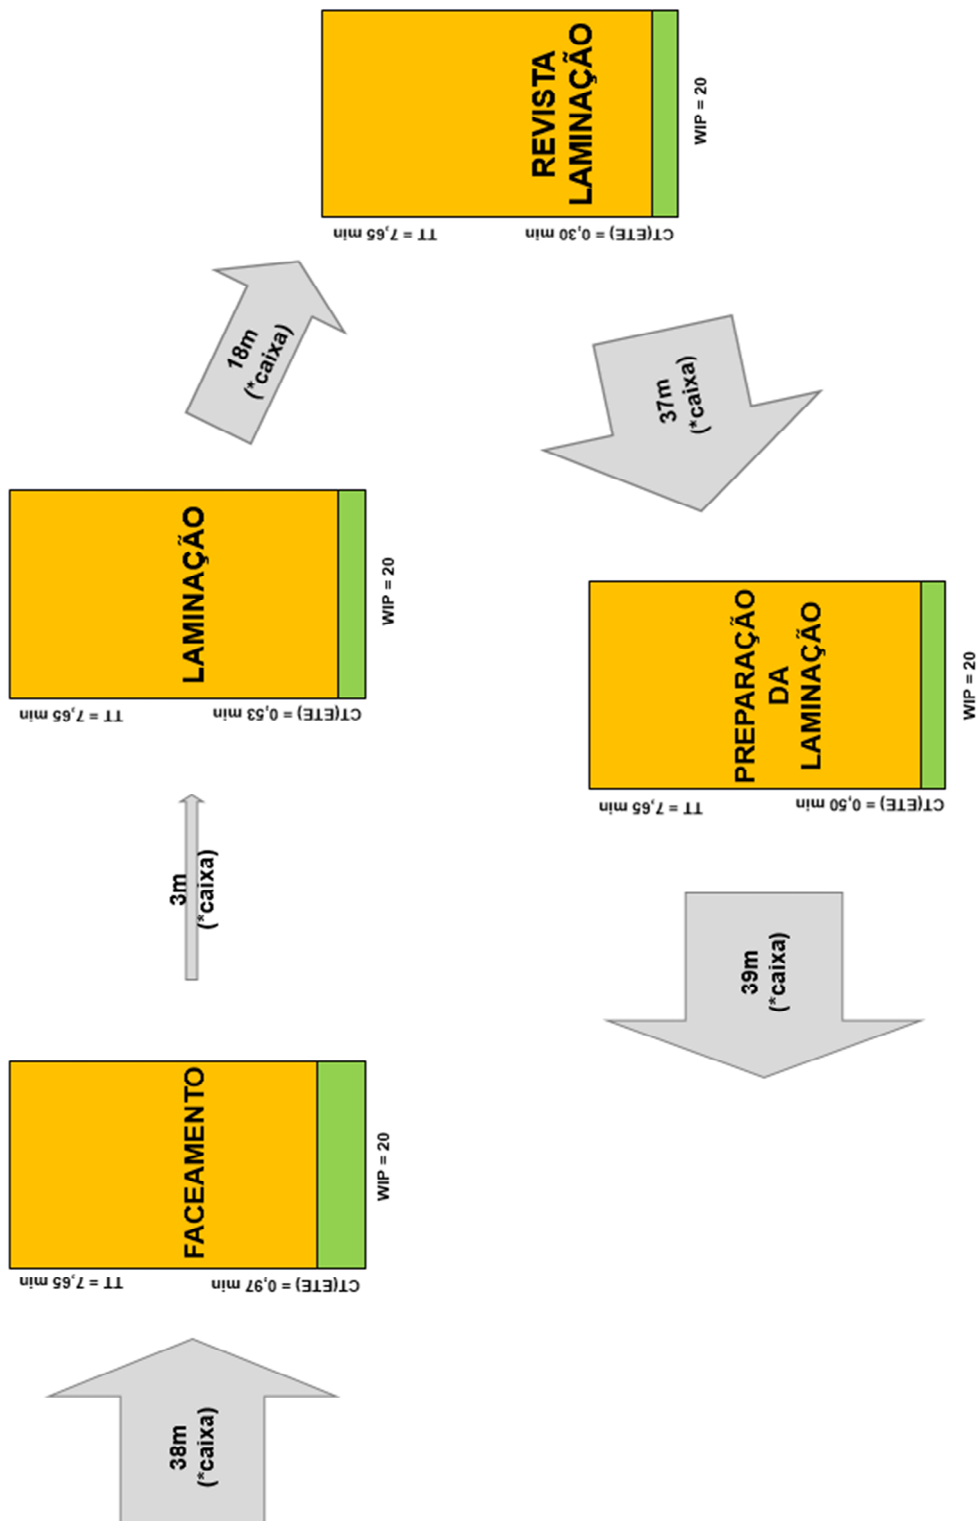 38m
(*caixa)
FACEAMENTO
TT = 7,65 min
CT(ETE) = 0,97 min
WIP = 20
3m
(*caixa)
LAMINAÇÃO
TT = 7,65 min
CT(ETE) = 0,53 min
WIP = 20
18m
(*caixa)
REVISTA
LAMINAÇÃO
TT = 7,65 min
CT(ETE) = 0,30 min
WIP = 20
37m
(*caixa)
PREPARAÇÃO
DA
LAMINAÇÃO
TT = 7,65 min
CT(ETE) = 0,50 min
WIP = 20
39m
(*caixa)